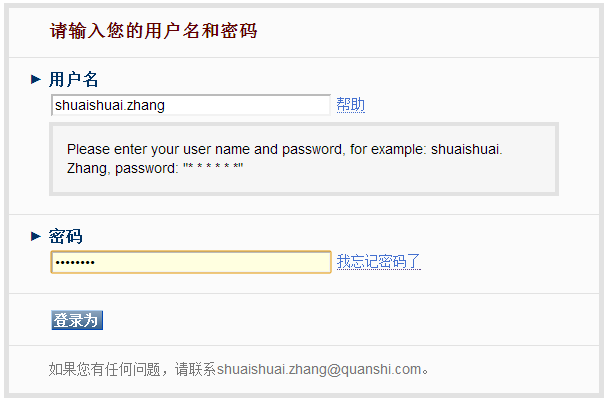 请输入您的用户名和密码
用户名
shuaishuai.zhang 帮助
Please enter your user name and password, for example: shuaishuai.
Zhang, password: "* * * * * *"
密码
•••••••• 我忘记密码了
登录为
如果您有任何问题，请联系shuaishuai.zhang@quanshi.com。